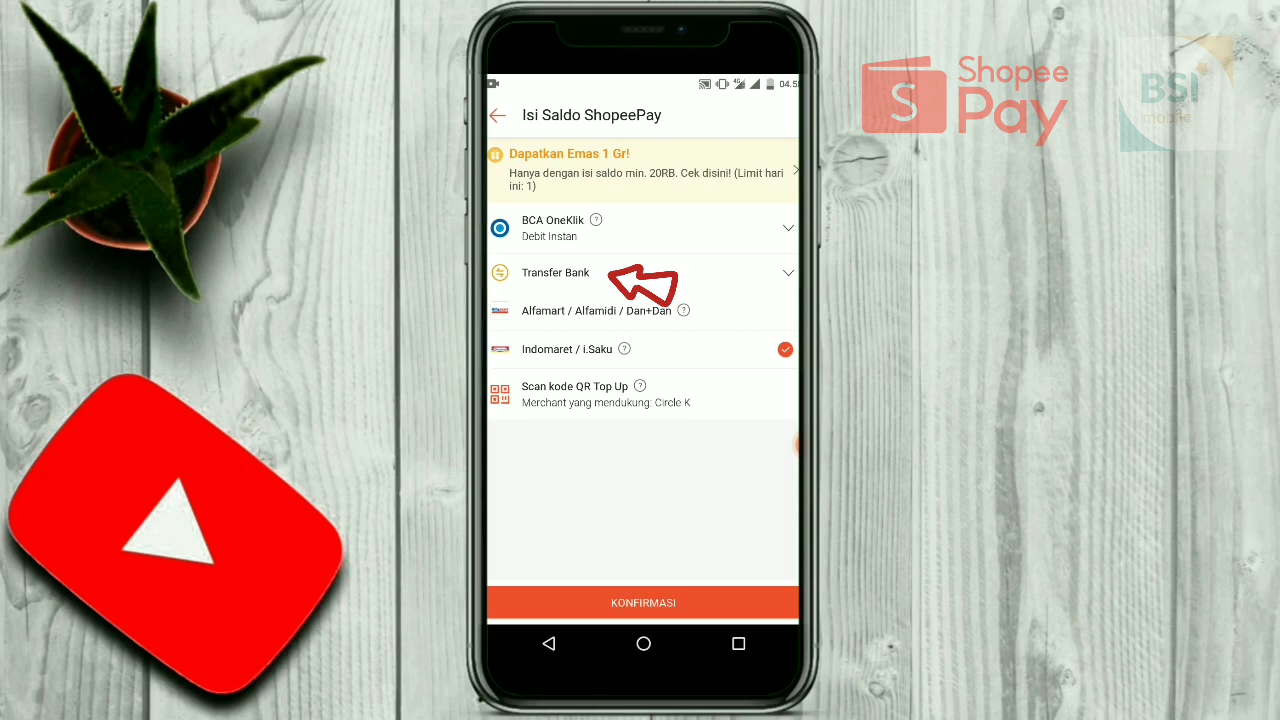 04.5
Isi Saldo ShopeePay
Dapatkan Emas 1 Gr!
Hanya dengan isi saldo min. 20RB. Cek disini! (Limit hari
ini: 1)
BCA OneKlik ?
Debit Instan
Transfer Bank
Alfamart / Alfamidi / Dan+Dan ?
Indomaret / i.Saku ?
Scan kode QR Top Up ?
Merchant yang mendukung: Circle K
KONFIRMASI
S
Shopee
Pay
BSI
mobile